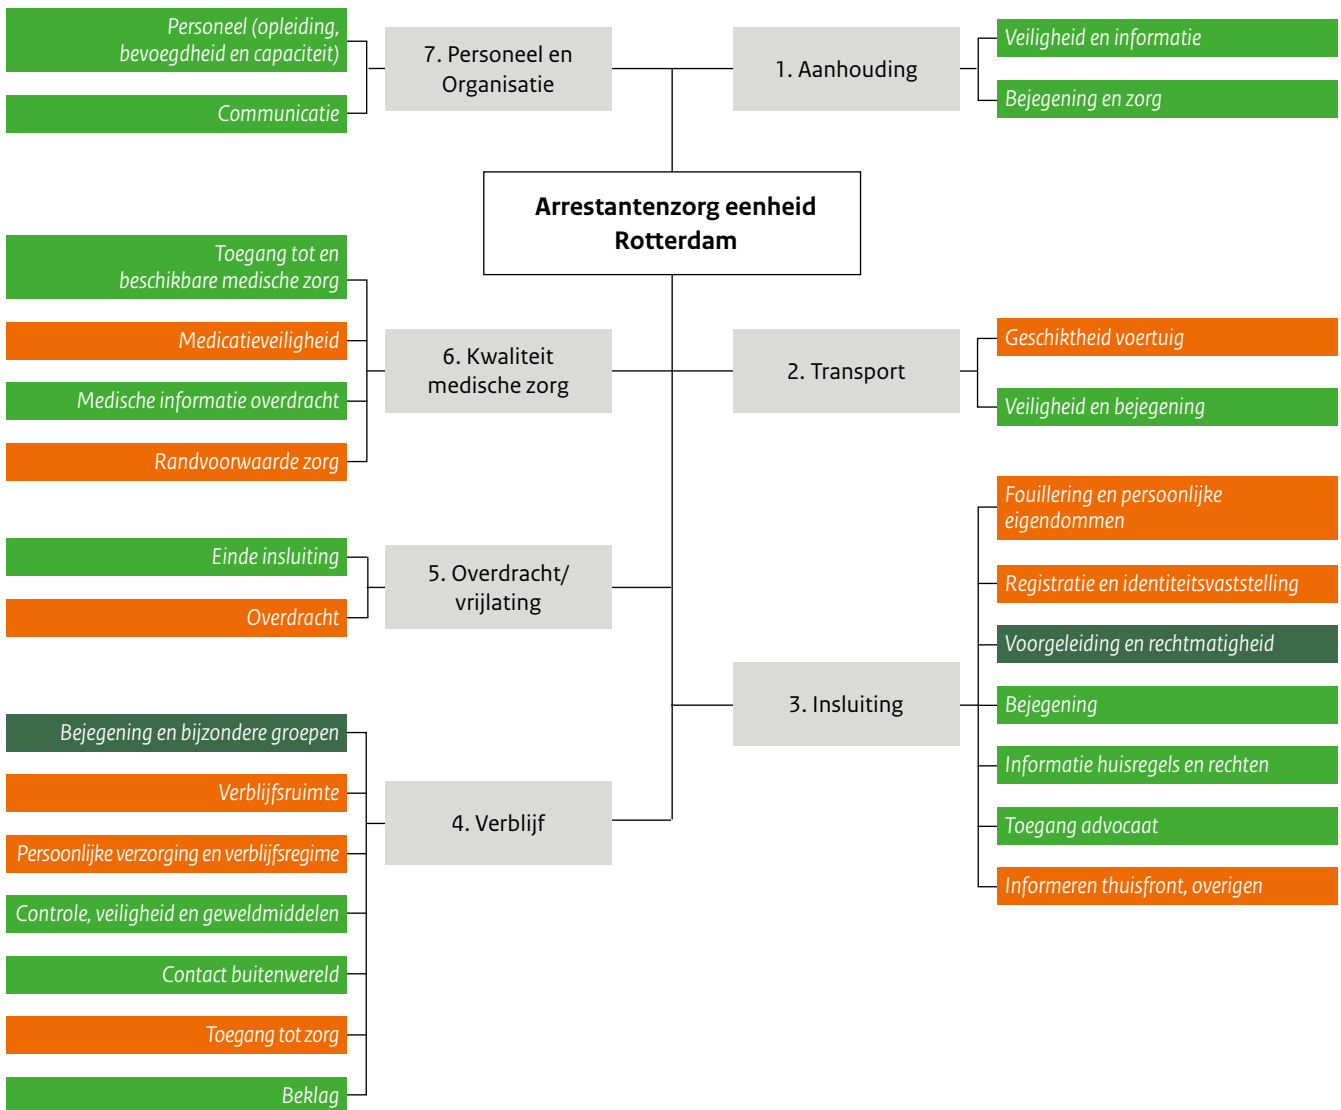 Personeel (opleiding,
bevoegdheid en capaciteit)
Communicatie
7. Personeel en
Organisatie
1. Aanhouding
Veiligheid en informatie
Bejegening en zorg
Arrestantenzorg eenheid
Rotterdam
Toegang tot en
beschikbare medische zorg
Medicatieveiligheid
Medische informatie overdracht
Randvoorwaarde zorg
6. Kwaliteit
medische zorg
2. Transport
Geschiktheid voertuig
Veiligheid en bejegening
Einde insluiting
Overdracht
5. Overdracht/
vrijlating
3. Insluiting
Fouillering en persoonlijke
eigendommen
Registratie en identiteitsvaststelling
Voorgeleiding en rechtmatigheid
Bejegening
Informatie huisregels en rechten
Toegang advocaat
Informeren thuisfront, overigen
Bejegening en bijzondere groepen
Verblijfsruimte
Persoonlijke verzorging en verblijfsregime
Controle, veiligheid en geweldmiddelen
Contact buitenwereld
Toegang tot zorg
Beklag
4. Verblijf